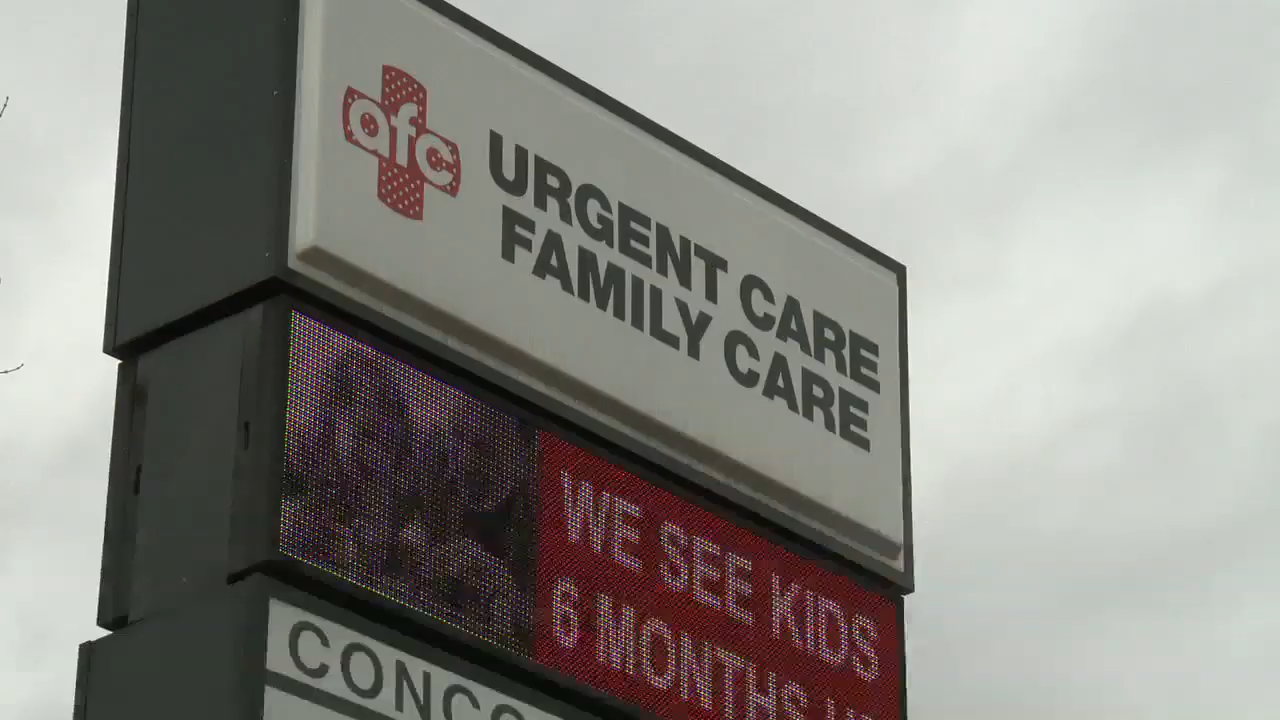 afc
URGENT CARE
FAMILY CARE
WE SEE KIDS
6 MONTHS